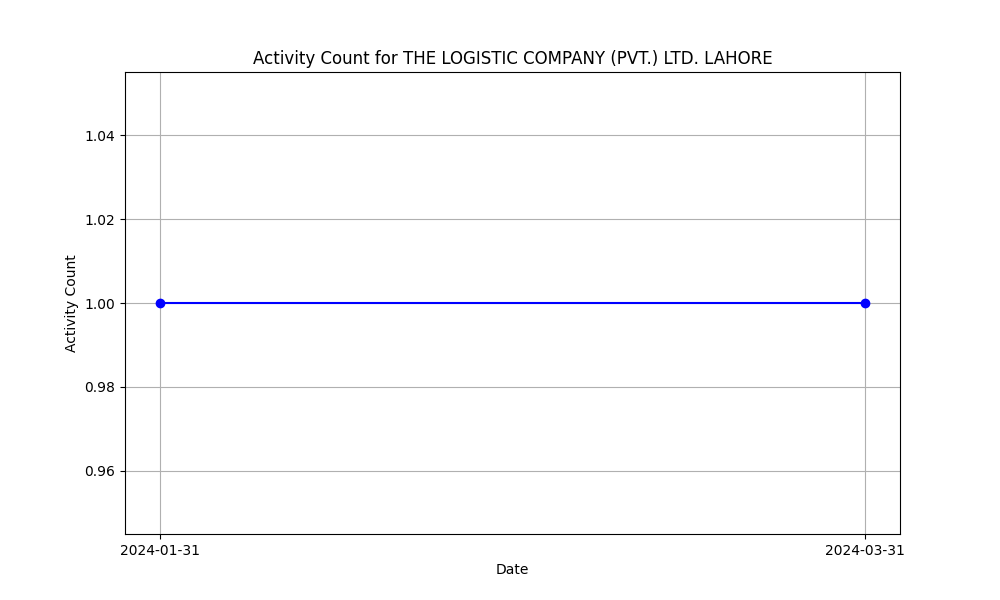 Activity Count for THE LOGISTIC COMPANY (PVT.) LTD. LAHORE
1.04
1.02
1.00
0.98
0.96
Activity Count
2024-01-31 2024-03-31
Date